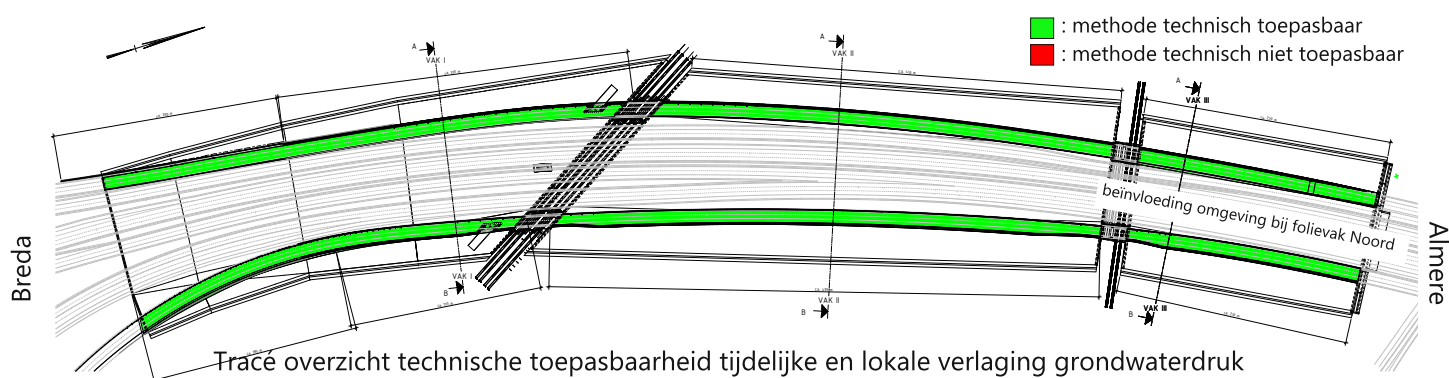 : methode technisch toepasbaar
: methode technisch niet toepasbaar
A
VAK I
A
VAK II
A
VAK III
beïnvloeding omgeving bij folievak Noord
Breda
Almere
VAK I
B
VAK II
B
VAK III
B
Tracé overzicht technische toepasbaarheid tijdelijke en lokale verlaging grondwaterdruk